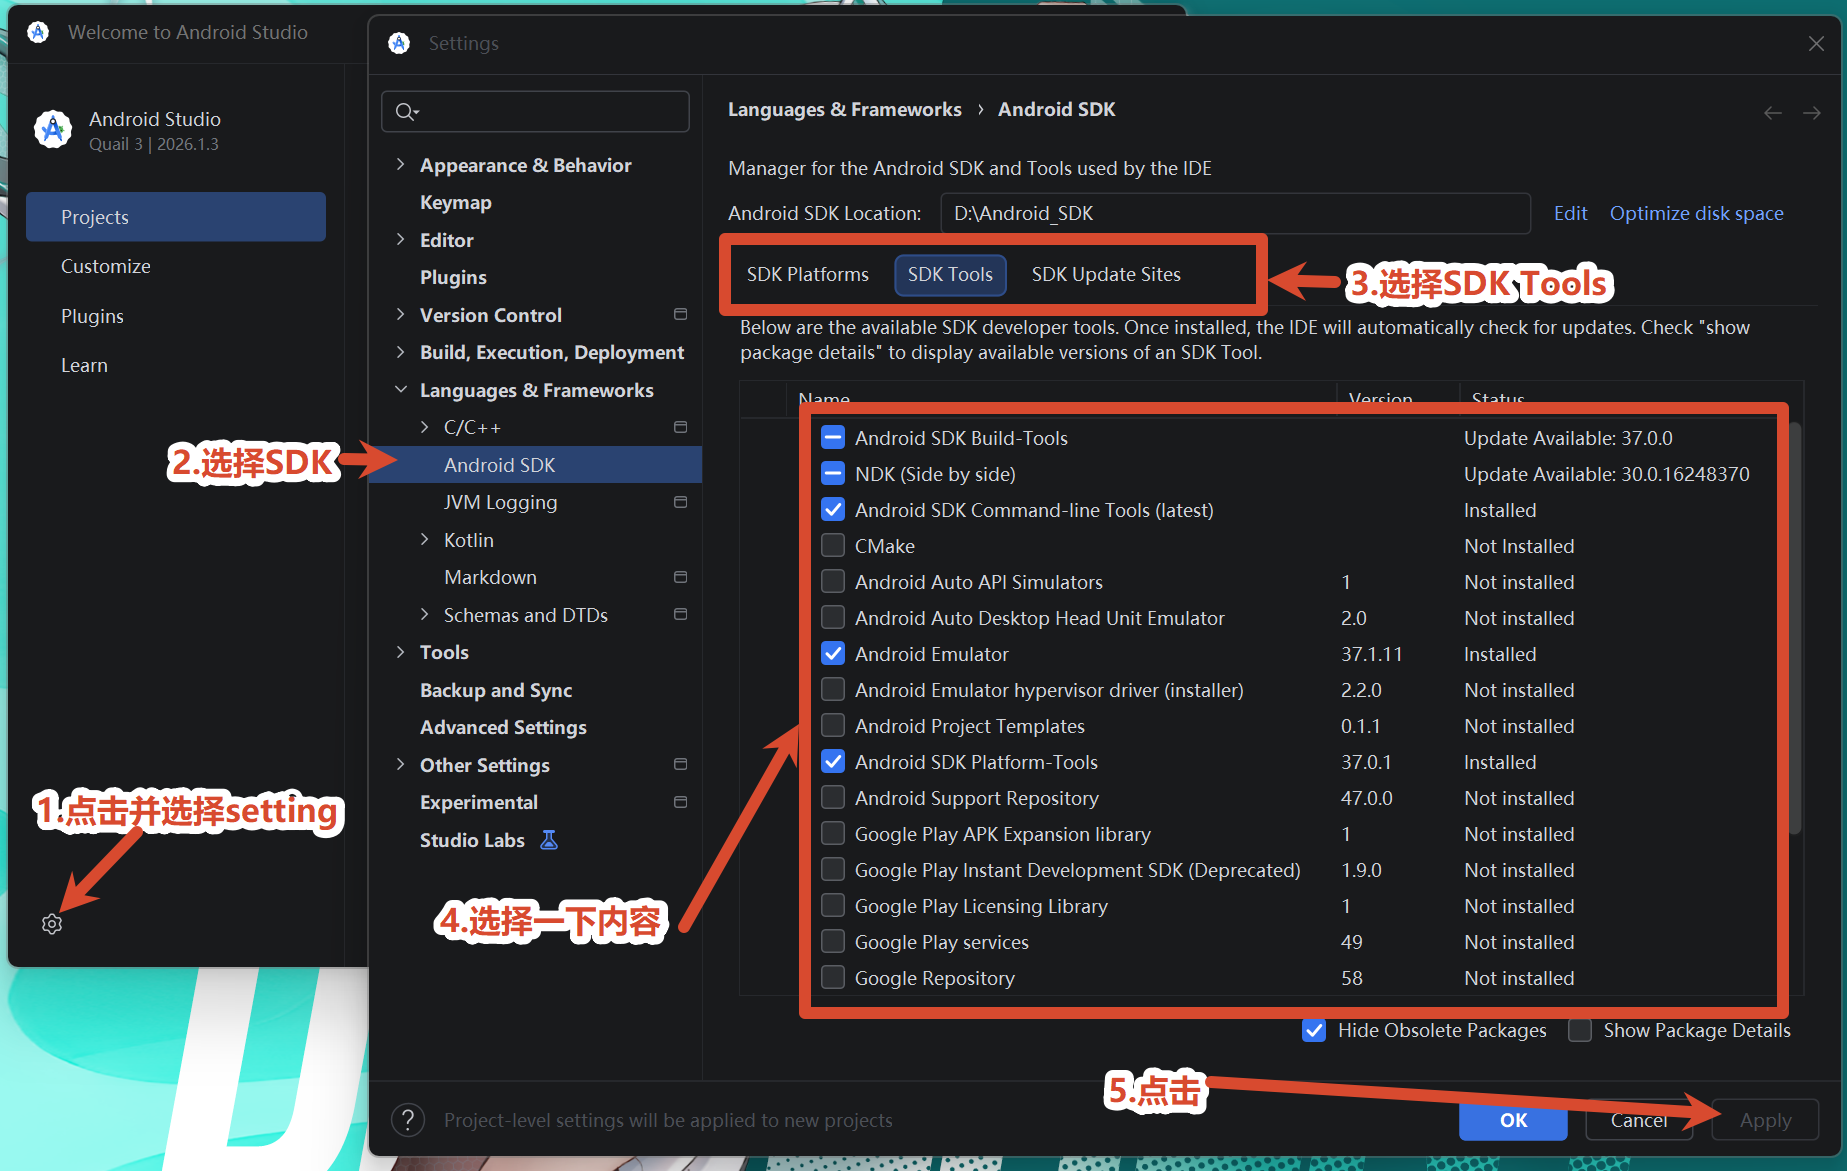 Welcome to Android Studio
Android Studio
Quail 3 | 2026.1.3
Projects
Customize
Plugins
Learn
1.点击并选择setting
Settings
Appearance & Behavior
Keymap
Editor
Plugins
Version Control
Build, Execution, Deployment
Languages & Frameworks
C/C++
Android SDK
JVM Logging
Kotlin
Markdown
Schemas and DTDs
Tools
Backup and Sync
Advanced Settings
Other Settings
Experimental
Studio Labs
2.选择SDK
Languages & Frameworks › Android SDK
Manager for the Android SDK and Tools used by the IDE
Android SDK Location: D:\Android_SDK Edit Optimize disk space
SDK Platforms SDK Tools SDK Update Sites
3.选择SDK Tools
Below are the available SDK developer tools. Once installed, the IDE will automatically check for updates. Check "show
package details" to display available versions of an SDK Tool.
Name Version Status
Android SDK Build-Tools Update Available: 37.0.0
NDK (Side by side) Update Available: 30.0.16248370
Android SDK Command-line Tools (latest) Installed
CMake Not Installed
Android Auto API Simulators 1 Not installed
Android Auto Desktop Head Unit Emulator 2.0 Not installed
Android Emulator 37.1.11 Installed
Android Emulator hypervisor driver (installer) 2.2.0 Not installed
Android Project Templates 0.1.1 Not installed
Android SDK Platform-Tools 37.0.1 Installed
Android Support Repository 47.0.0 Not installed
Google Play APK Expansion library 1 Not installed
Google Play Instant Development SDK (Deprecated) 1.9.0 Not installed
Google Play Licensing Library 1 Not installed
Google Play services 49 Not installed
Google Repository 58 Not installed
4.选择一下内容
Hide Obsolete Packages Show Package Details
5.点击
? Project-level settings will be applied to new projects
OK Cancel Apply